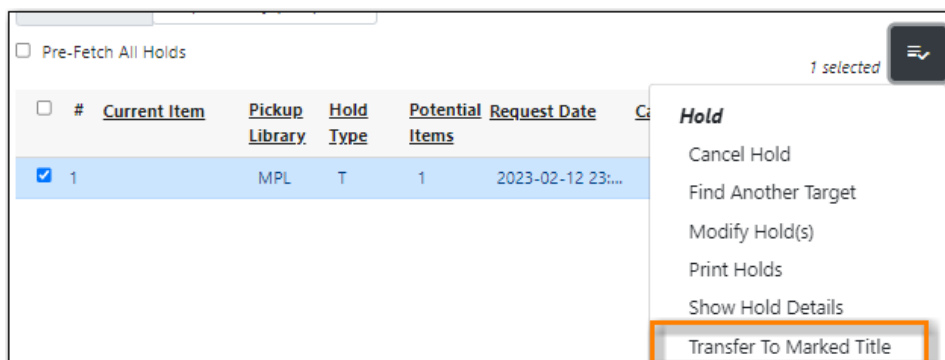 Pre-Fetch All Holds
1 selected
# Current Item Pickup Library Hold Type Potential Items Request Date
1 MPL T 1 2023-02-12 23:...
Hold
Cancel Hold
Find Another Target
Modify Hold(s)
Print Holds
Show Hold Details
Transfer To Marked Title